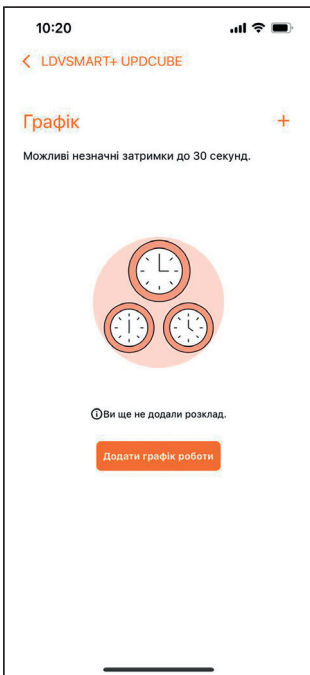 10:20
LDVSMART+ UPDCUBE
Графік
Можливі незначні затримки до 30 секунд.
Ви ще не додали розклад.
Додати графік роботи